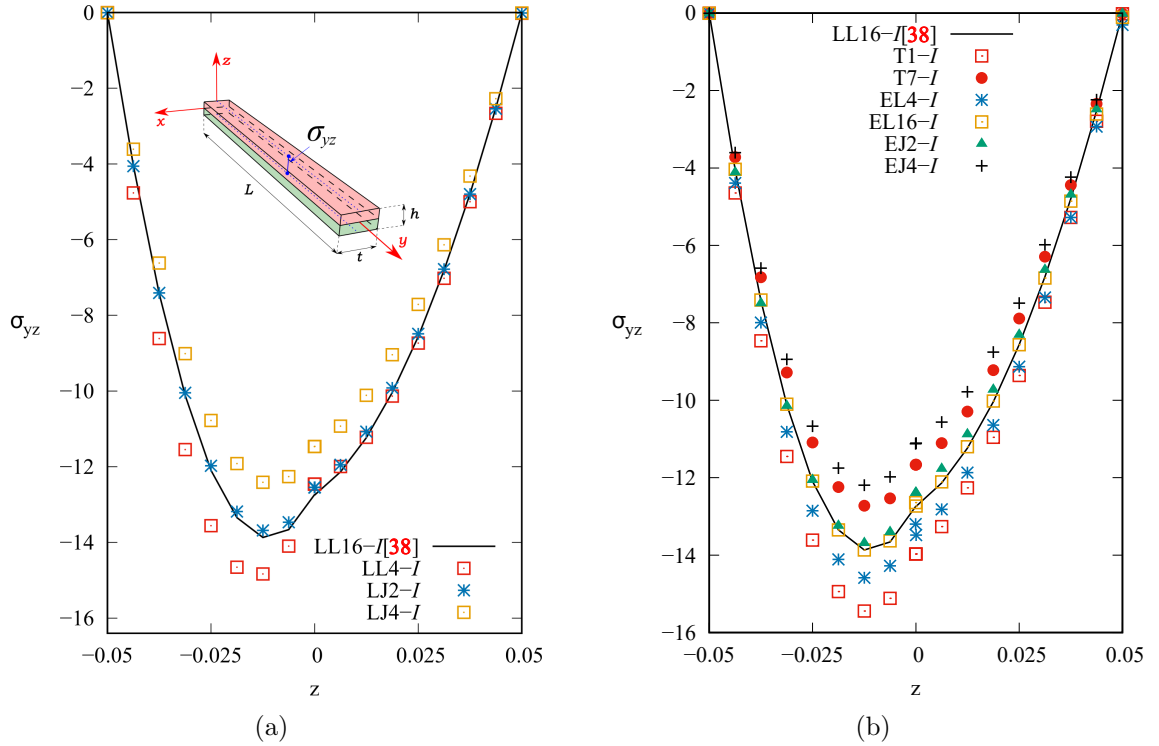 0
−2
−4
−6
−8
−10
−12
−14
−16
−0.05
−0.025
0
0.025
0.05
σyz
z
z
x
σyz
L
h
t
y
LL16−I[38]
LL4−I
LJ2−I
LJ4−I
(a)
0
−2
−4
−6
−8
−10
−12
−14
−16
−0.05
−0.025
0
0.025
0.05
σyz
z
LL16−I[38]
T1−I
T7−I
EL4−I
EL16−I
EJ2−I
EJ4−I
(b)